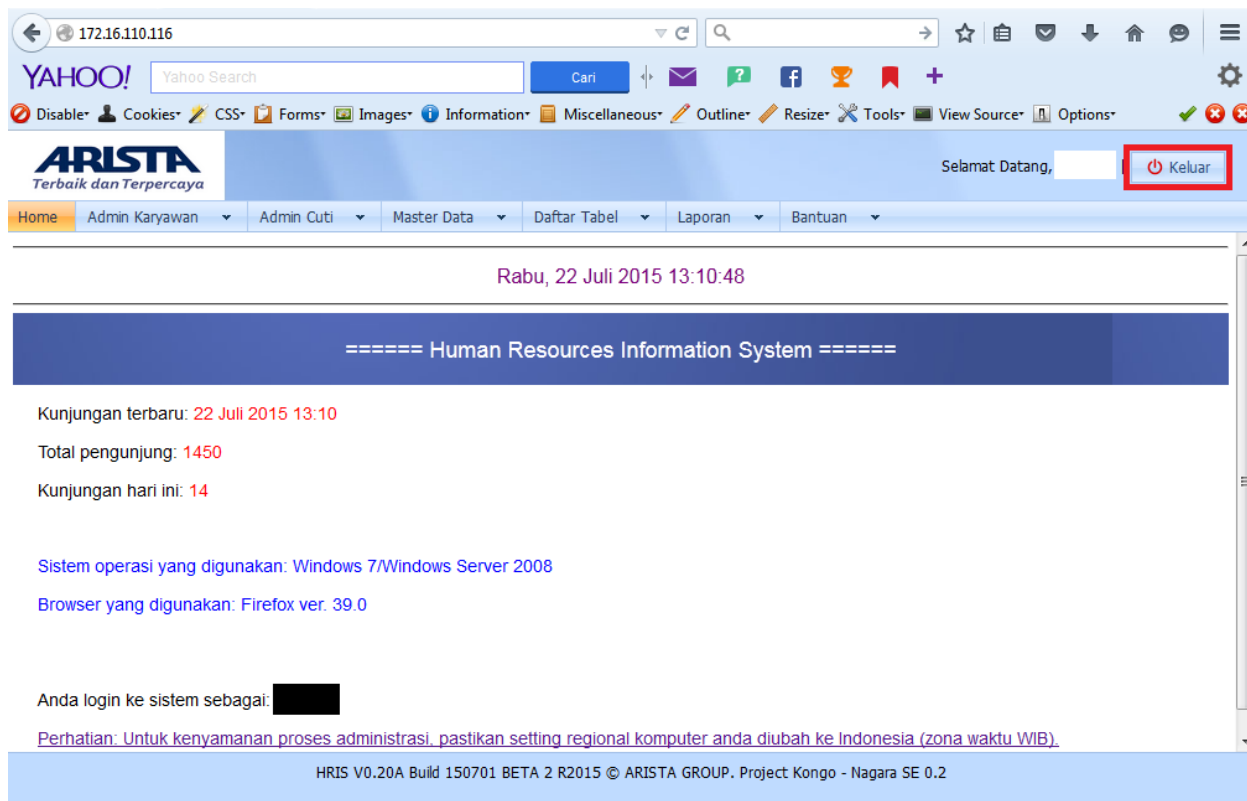 172.16.110.116
YAHOO! Yahoo Search Cari
Disable Cookies CSS Forms Images Information Miscellaneous Outline Resize Tools View Source Options
ARISTA
Terbaik dan Terpercaya
Selamat Datang, Keluar
Home Admin Karyawan Admin Cuti Master Data Daftar Tabel Laporan Bantuan
Rabu, 22 Juli 2015 13:10:48
====== Human Resources Information System ======
Kunjungan terbaru: 22 Juli 2015 13:10
Total pengunjung: 1450
Kunjungan hari ini: 14
Sistem operasi yang digunakan: Windows 7/Windows Server 2008
Browser yang digunakan: Firefox ver. 39.0
Anda login ke sistem sebagai:
Perhatian: Untuk kenyamanan proses administrasi, pastikan setting regional komputer anda diubah ke Indonesia (zona waktu WIB).
HRIS V0.20A Build 150701 BETA 2 R2015 © ARISTA GROUP. Project Kongo - Nagara SE 0.2